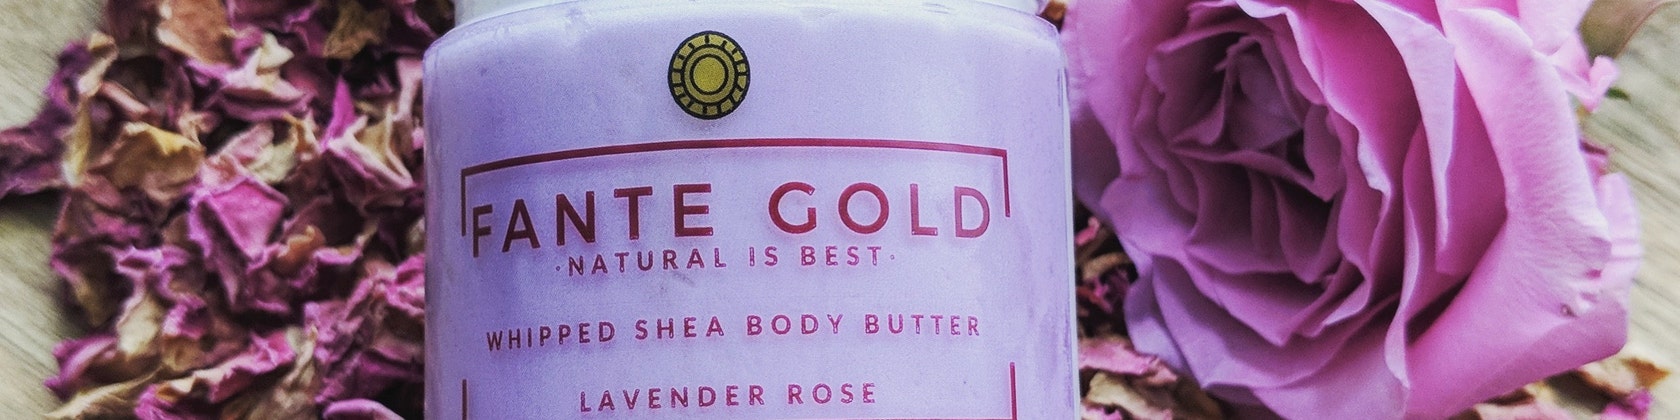 FANTE GOLD
·NATURAL IS BEST·
WHIPPED SHEA BODY BUTTER
LAVENDER ROSE